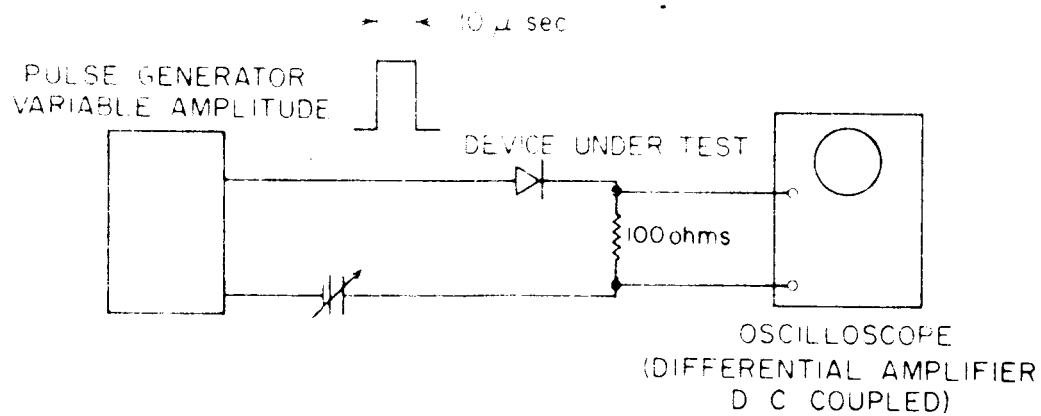 10 μ sec
PULSE GENERATOR
VARIABLE AMPLITUDE
DEVICE UNDER TEST
100 ohms
OSCILLOSCOPE
(DIFFERENTIAL AMPLIFIER
D C COUPLED)